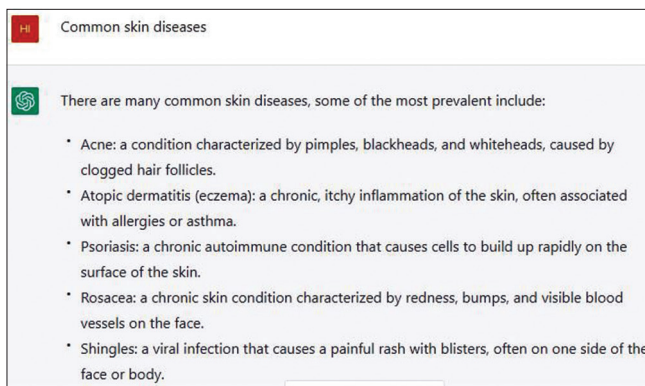 HI
Common skin diseases
There are many common skin diseases, some of the most prevalent include:
• Acne: a condition characterized by pimples, blackheads, and whiteheads, caused by
clogged hair follicles.
• Atopic dermatitis (eczema): a chronic, itchy inflammation of the skin, often associated
with allergies or asthma.
• Psoriasis: a chronic autoimmune condition that causes cells to build up rapidly on the
surface of the skin.
• Rosacea: a chronic skin condition characterized by redness, bumps, and visible blood
vessels on the face.
• Shingles: a viral infection that causes a painful rash with blisters, often on one side of the
face or body.